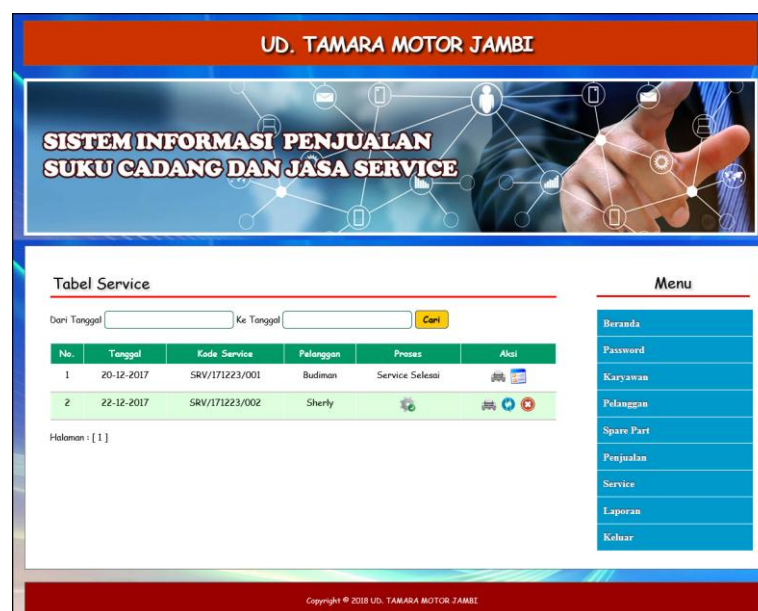 UD. TAMARA MOTOR JAMBI
SISTEM INFORMASI PENJUALAN
SUKU CADANG DAN JASA SERVICE
Tabel Service
Dari Tanggal Ke Tanggal Cari
No. Tanggal Kode Service Pelanggan Proses Aksi
1 20-12-2017 SRV/171223/001 Budiman Service Selesai
2 22-12-2017 SRV/171223/002 Sherly
Halaman : [ 1 ]
Menu
Beranda
Password
Karyawan
Pelanggan
Spare Part
Penjualan
Service
Laporan
Keluar
Copyright © 2018 UD. TAMARA MOTOR JAMBI